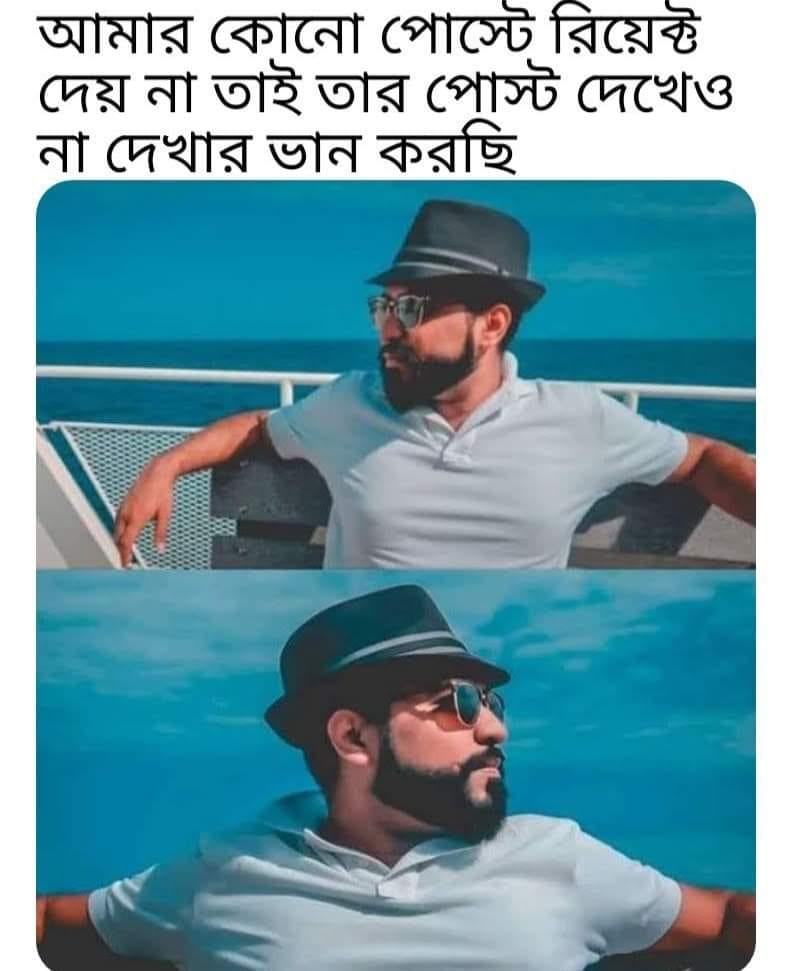 আমার কোনো পোস্টে রিয়েক্ট
দেয় না তাই তার পোস্ট দেখেও
না দেখার ভান করছি